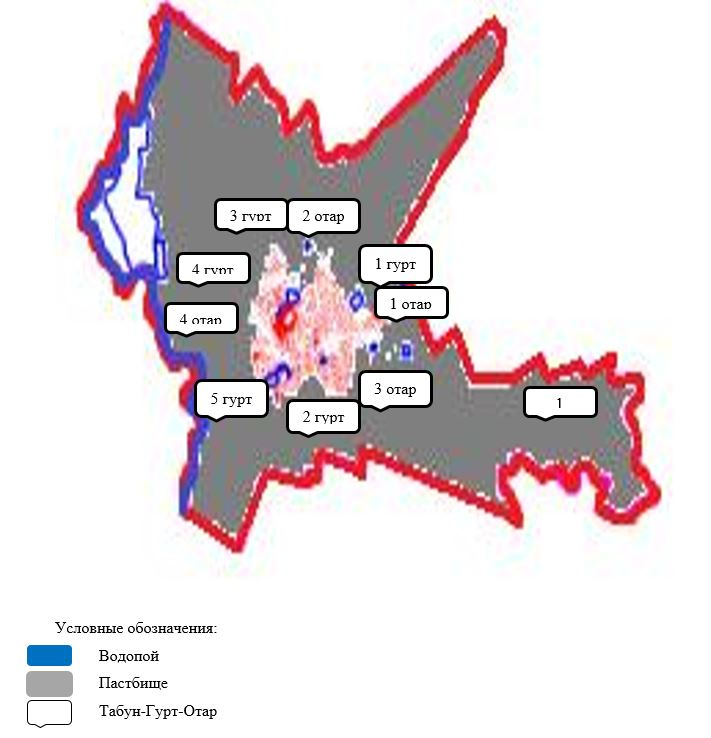 3 гурт
2 отар
4 гурт
1 гурт
1 отар
4 отар
5 гурт
3 отар
2 гурт
1
Условные обозначения:
Водопой
Пастбище
Табун-Гурт-Отар